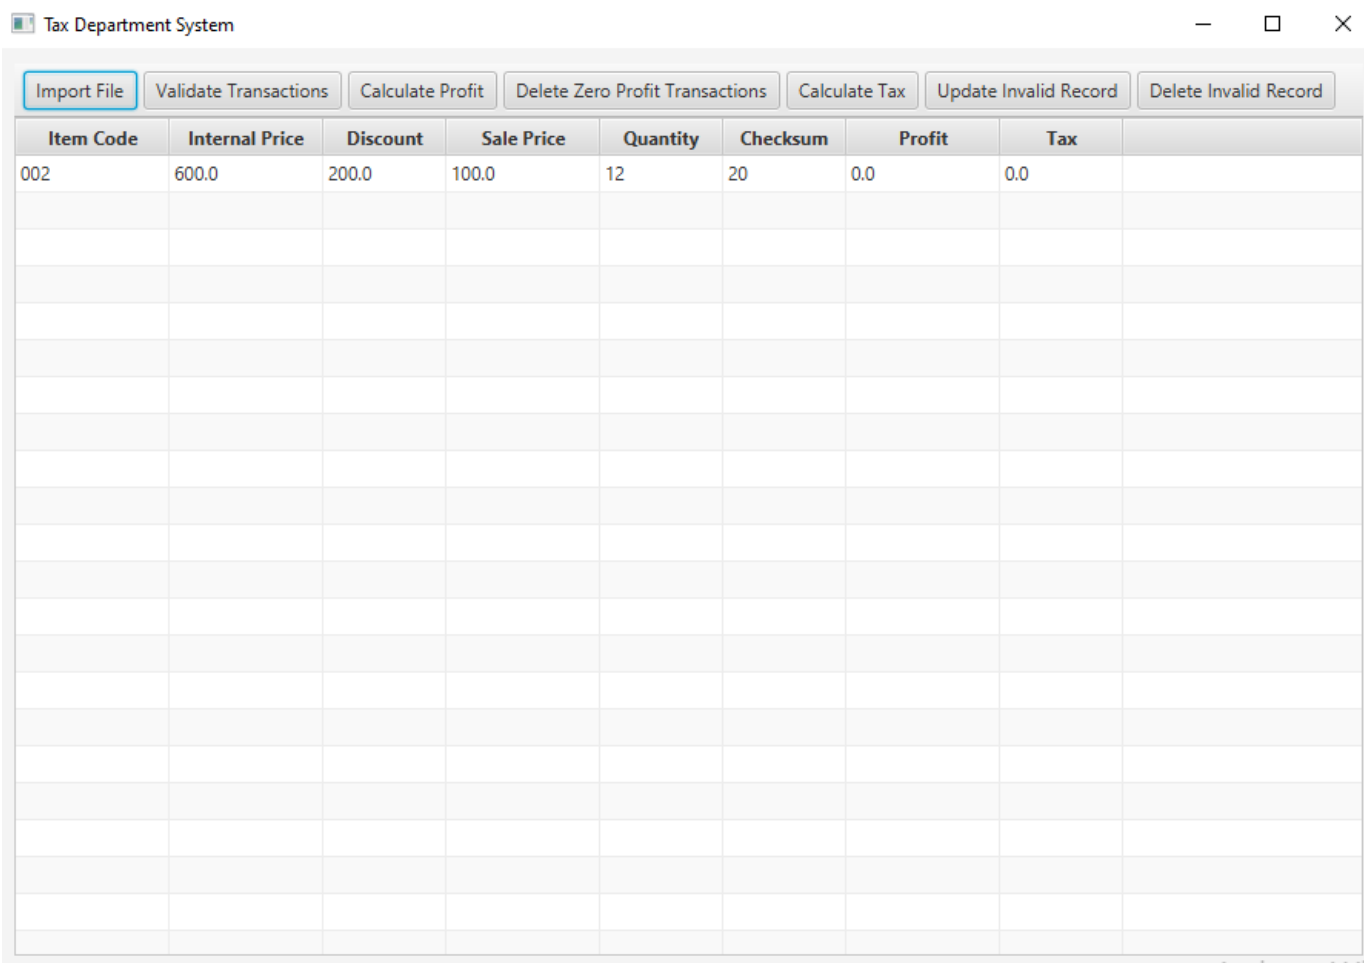 Tax Department System
Import File Validate Transactions Calculate Profit Delete Zero Profit Transactions Calculate Tax Update Invalid Record Delete Invalid Record
Item Code Internal Price Discount Sale Price Quantity Checksum Profit Tax
002 600.0 200.0 100.0 12 20 0.0 0.0